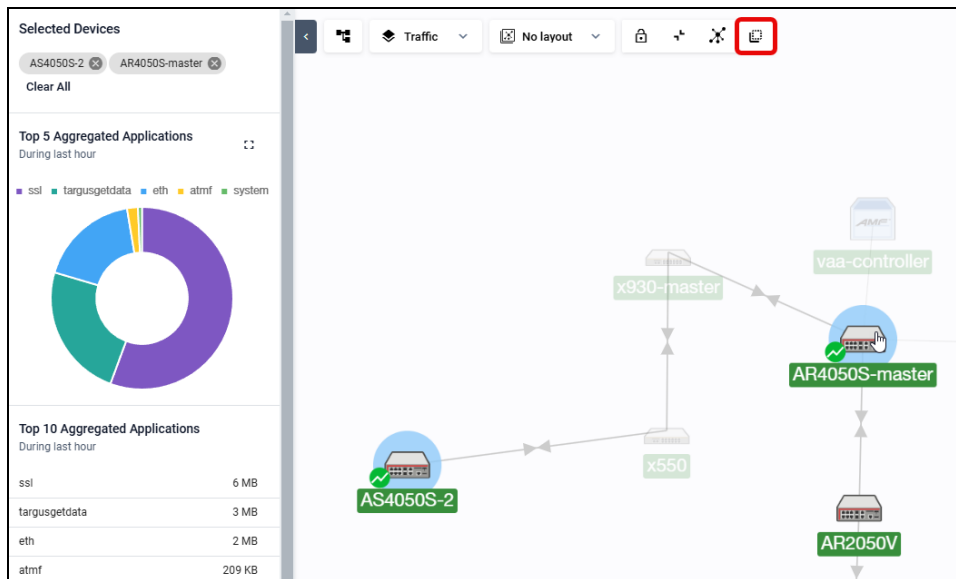 Selected Devices
AS4050S-2
AR4050S-master
Clear All
Top 5 Aggregated Applications
During last hour
ssl targusgetdata eth atmf system
Top 10 Aggregated Applications
During last hour
ssl 6 MB
targusgetdata 3 MB
eth 2 MB
atmf 209 KB
Traffic
No layout
AMF
vaa-controller
x930-master
AR4050S-master
x550
AS4050S-2
AR2050V